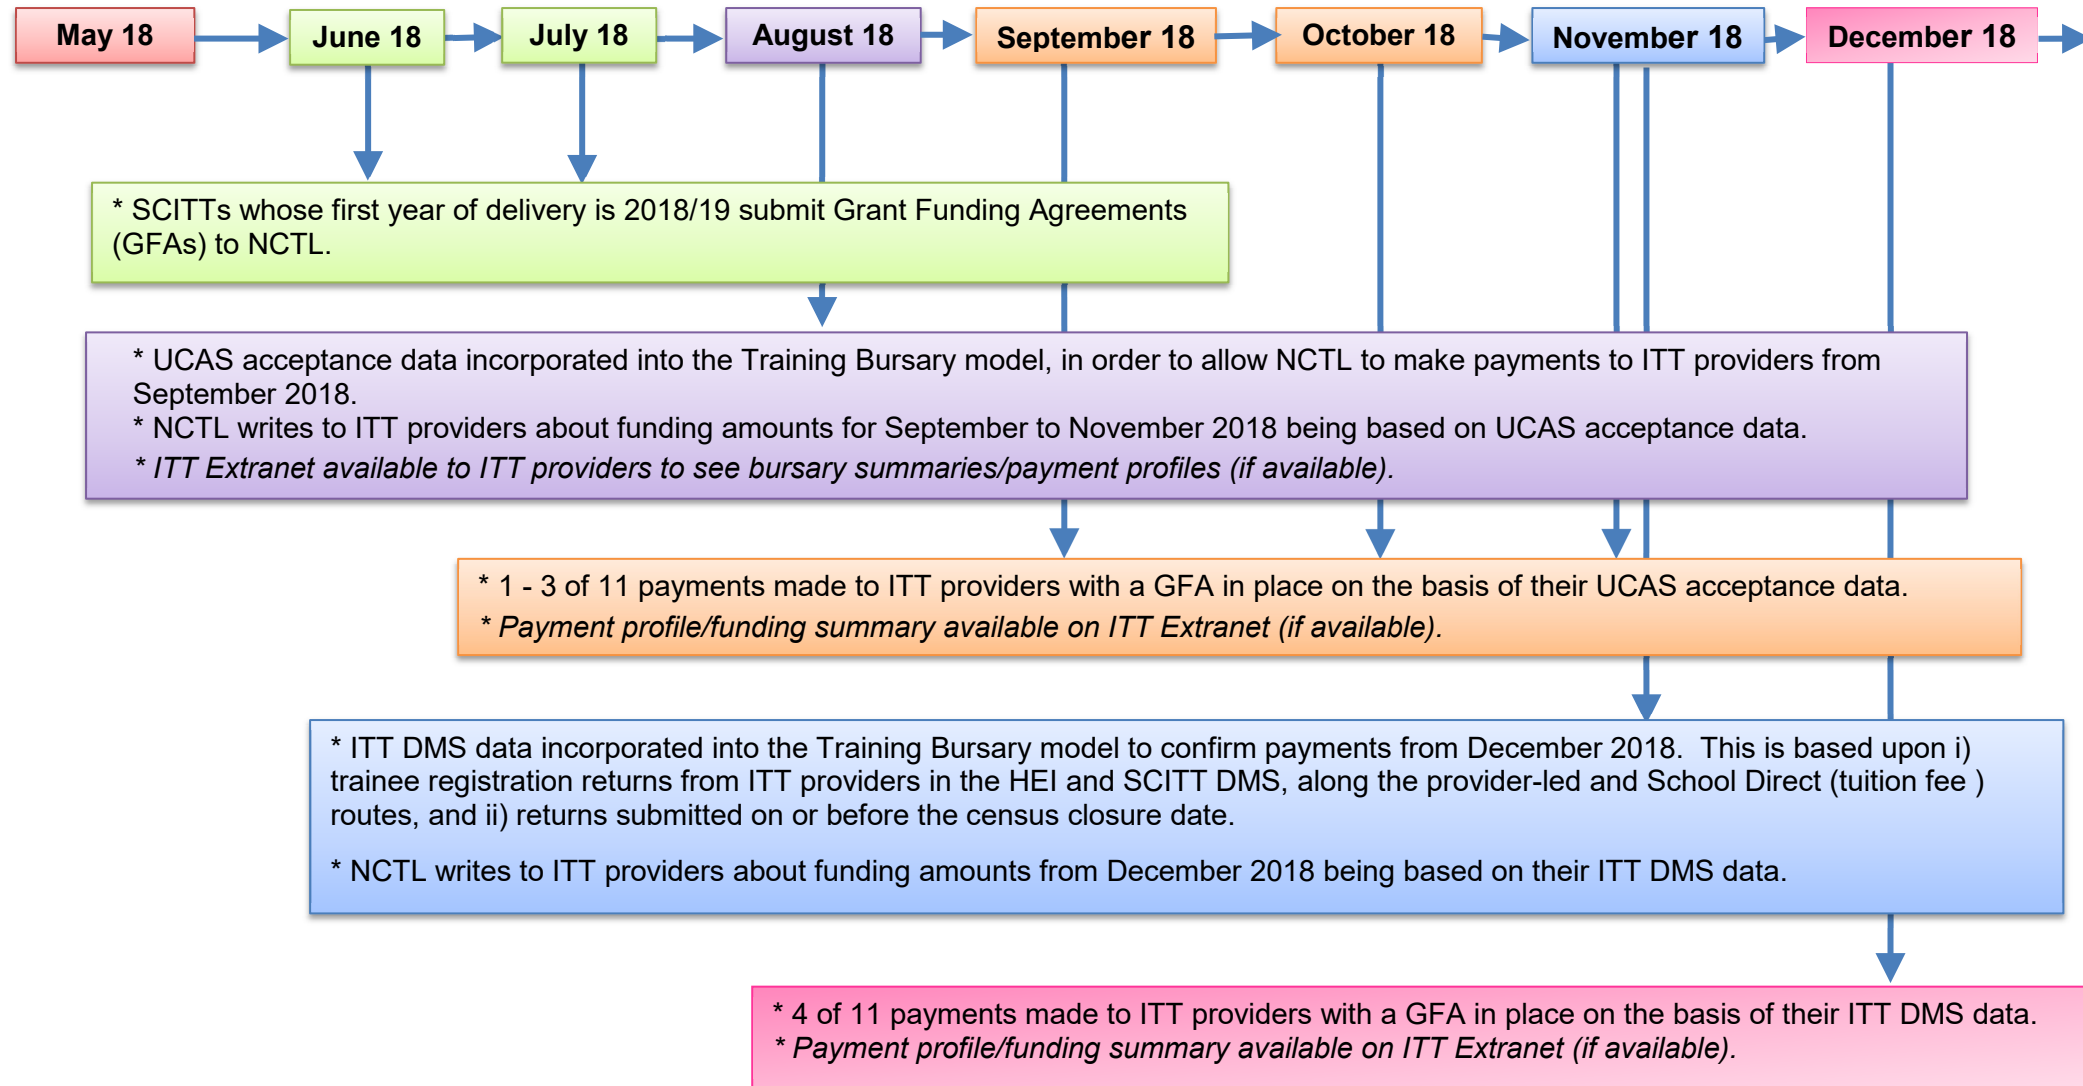 May 18
June 18
July 18
August 18
September 18
October 18
November 18
December 18
* SCITTs whose first year of delivery is 2018/19 submit Grant Funding Agreements
(GFAs) to NCTL.
* UCAS acceptance data incorporated into the Training Bursary model, in order to allow NCTL to make payments to ITT providers from
September 2018.
* NCTL writes to ITT providers about funding amounts for September to November 2018 being based on UCAS acceptance data.
* ITT Extranet available to ITT providers to see bursary summaries/payment profiles (if available).
* 1 - 3 of 11 payments made to ITT providers with a GFA in place on the basis of their UCAS acceptance data.
* Payment profile/funding summary available on ITT Extranet (if available).
* ITT DMS data incorporated into the Training Bursary model to confirm payments from December 2018.  This is based upon i)
trainee registration returns from ITT providers in the HEI and SCITT DMS, along the provider-led and School Direct (tuition fee )
routes, and ii) returns submitted on or before the census closure date.
* NCTL writes to ITT providers about funding amounts from December 2018 being based on their ITT DMS data.
* 4 of 11 payments made to ITT providers with a GFA in place on the basis of their ITT DMS data.
* Payment profile/funding summary available on ITT Extranet (if available).